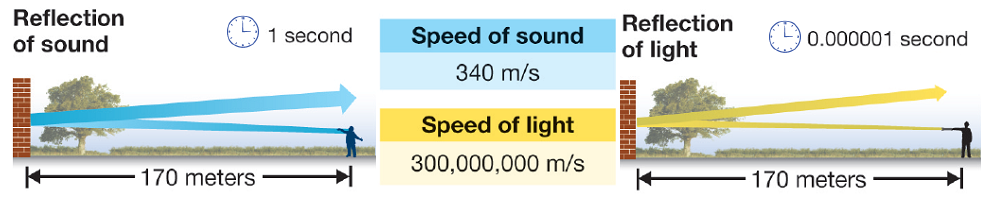 Reflection
of sound
1 second
170 meters
Speed of sound
340 m/s
Speed of light
300,000,000 m/s
Reflection
of light
0.000001 second
170 meters